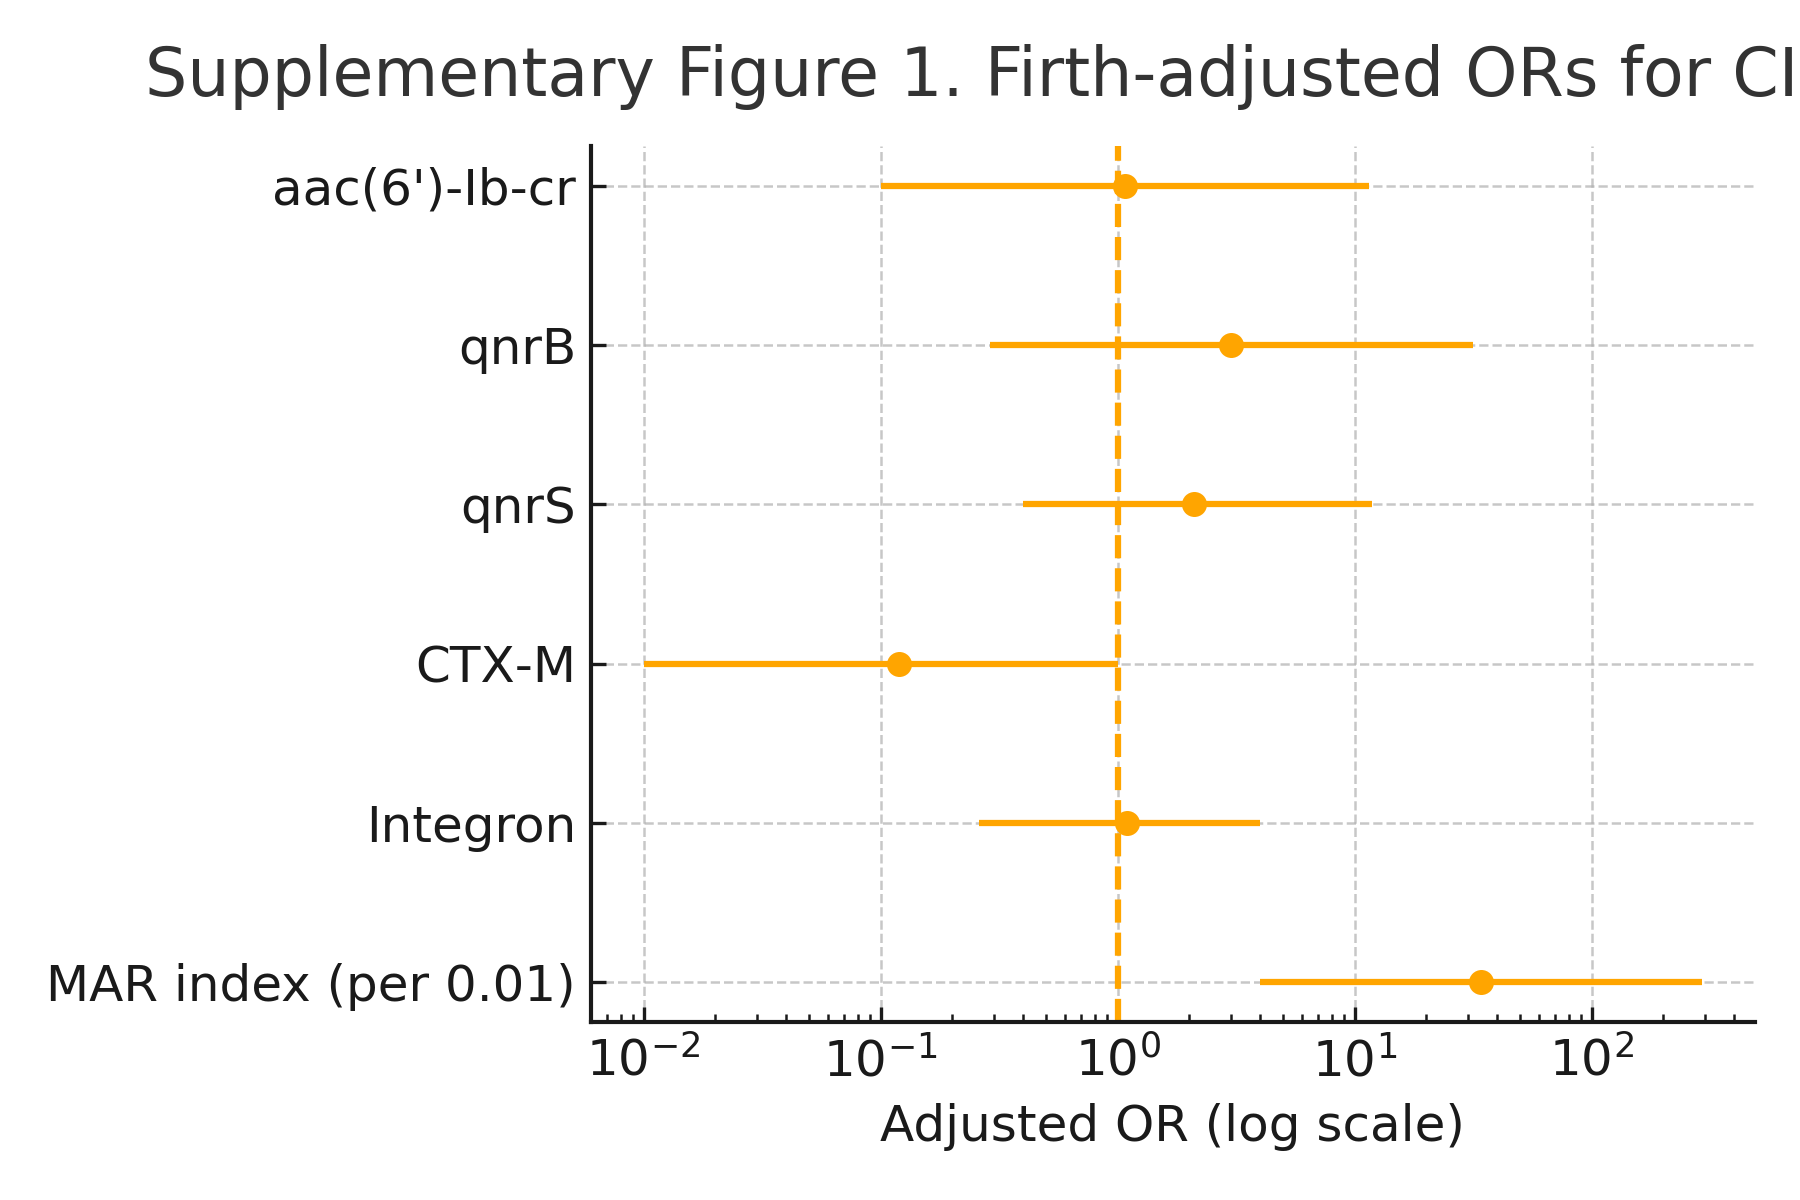 Supplementary Figure 1. Firth-adjusted ORs for CI
aac(6')-Ib-cr
qnrB
qnrS
CTX-M
Integron
MAR index (per 0.01)
10⁻² 10⁻¹ 10⁰ 10¹ 10²
Adjusted OR (log scale)